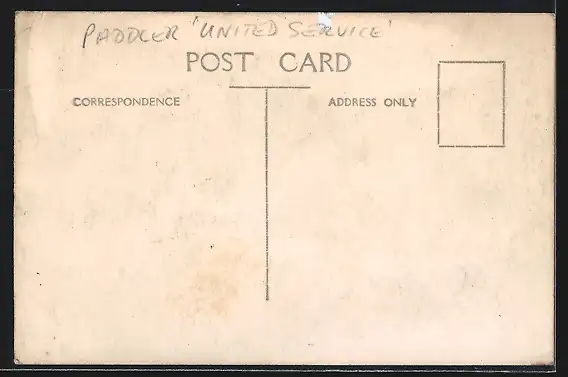 PADDLER 'UNITED SERVICE'
POST CARD
CORRESPONDENCE
ADDRESS ONLY